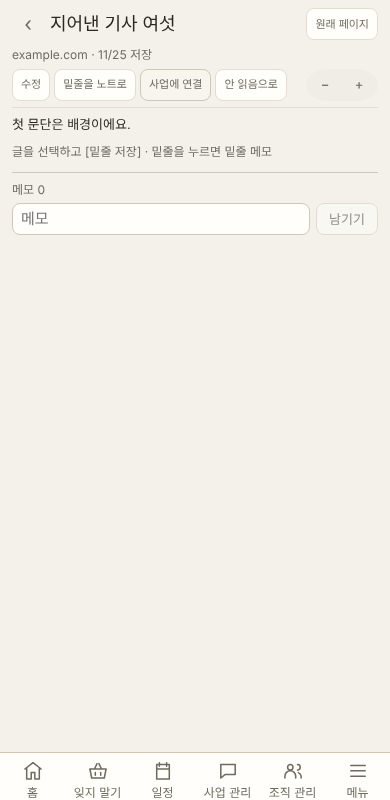 ‹ 지어낸 기사 여섯 원래 페이지
example.com · 11/25 저장
수정 밑줄을 노트로 사업에 연결 안 읽음으로 − +
첫 문단은 배경이에요.
글을 선택하고 [밑줄 저장] · 밑줄을 누르면 밑줄 메모
메모 0
메모 남기기
홈 잊지 말기 일정 사업 관리 조직 관리 메뉴